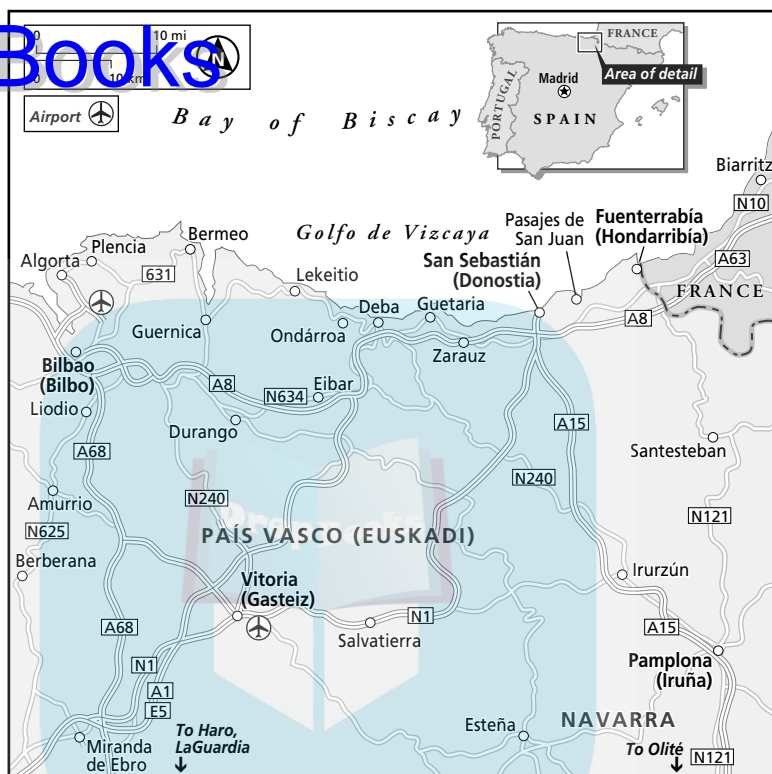 0 10 mi
0 10 km
N
Books
Airport
Bay of Biscay
FRANCE
Area of detail
PORTUGAL
Madrid
SPAIN
Biarritz
N10
Golfo de Vizcaya
Pasajes de
San Juan
Fuenterrabía
(Hondarribía)
San Sebastián
(Donostia)
A63
FRANCE
A8
Algorta
Plencia
Bermeo
631
Lekeitio
Guernica
Ondárroa
Deba
Guetaria
Zarauz
Bilbao
(Bilbo)
A8
N634
Eibar
Liodio
Durango
A15
A68
Santesteban
N240
N240
Amurrio
N625
N121
DropBooks
PAÍS VASCO (EUSKADI)
Berberana
Vitoria
(Gasteiz)
Irurzún
A68
N1
Salvatierra
A15
N1
Pamplona
(Iruña)
A1
E5
Esteña
NAVARRA
Miranda
de Ebro
To Haro,
LaGuardia
To Olité
N121